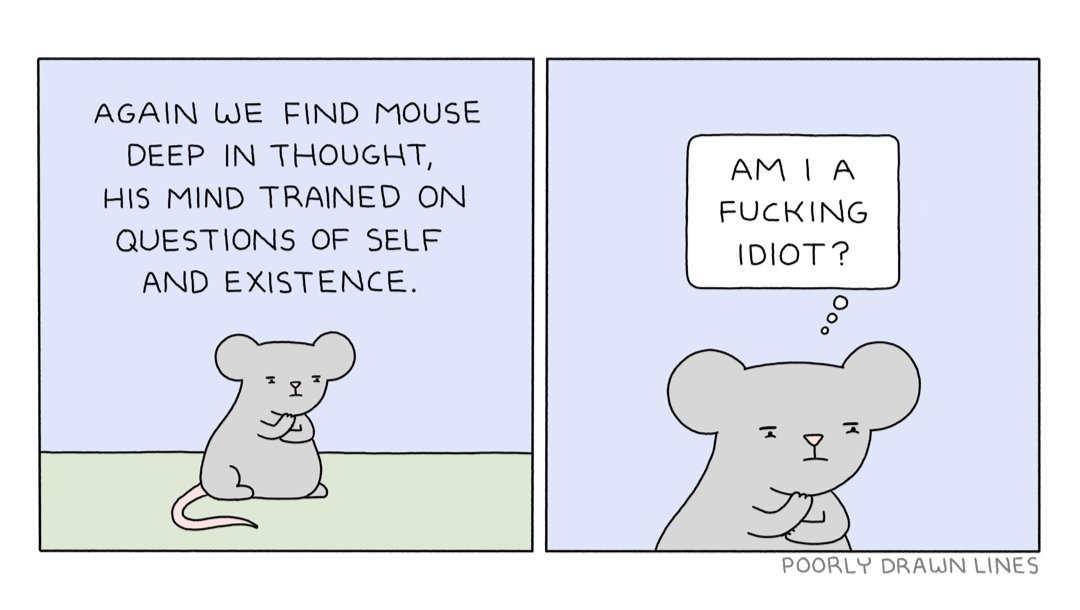 AGAIN WE FIND MOUSE
DEEP IN THOUGHT,
HIS MIND TRAINED ON
QUESTIONS OF SELF
AND EXISTENCE.
AM I A
FUCKING
IDIOT?
POORLY DRAWN LINES